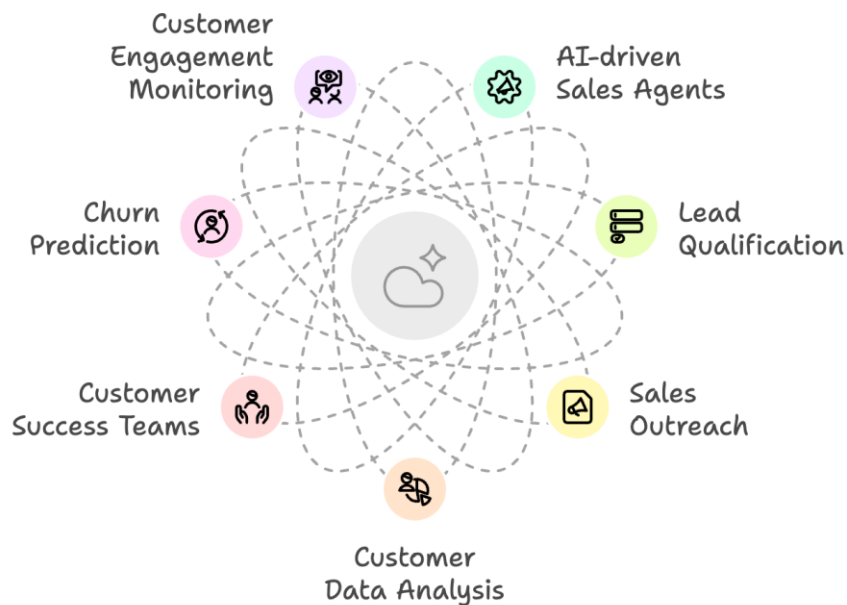 Customer
Engagement
Monitoring
AI-driven
Sales Agents
Churn
Prediction
Lead
Qualification
Customer
Success Teams
Sales
Outreach
Customer
Data Analysis